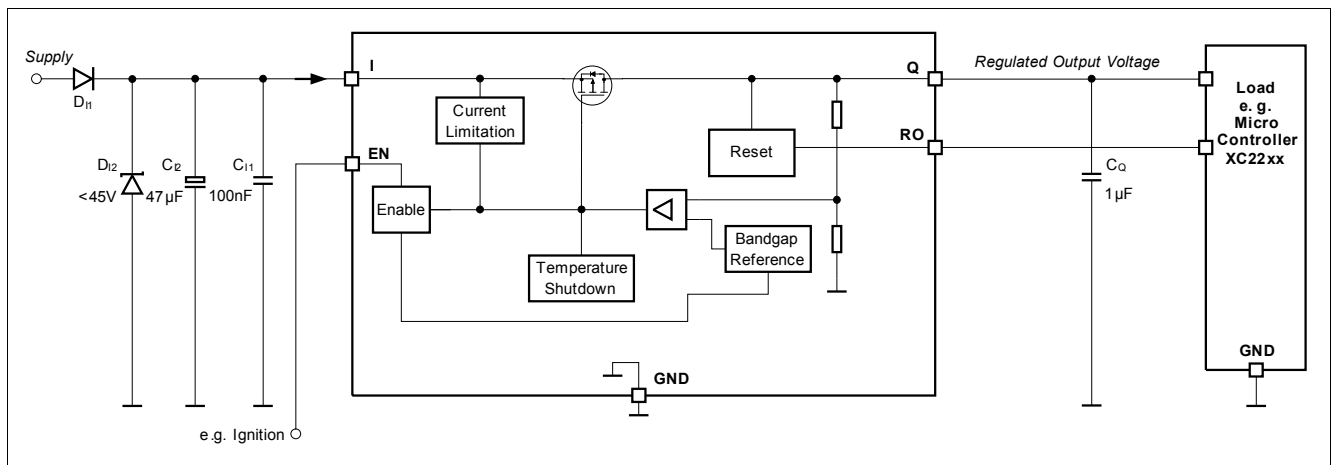 Supply
I
Q
Regulated Output Voltage
D_I1
Current
Limitation
Load
e. g.
Micro
Controller
XC22xx
RO
EN
Reset
D_I2
C_I2
C_I1
C_Q
<45V
47µF
100nF
1µF
Enable
Bandgap
Reference
Temperature
Shutdown
GND
GND
e.g. Ignition